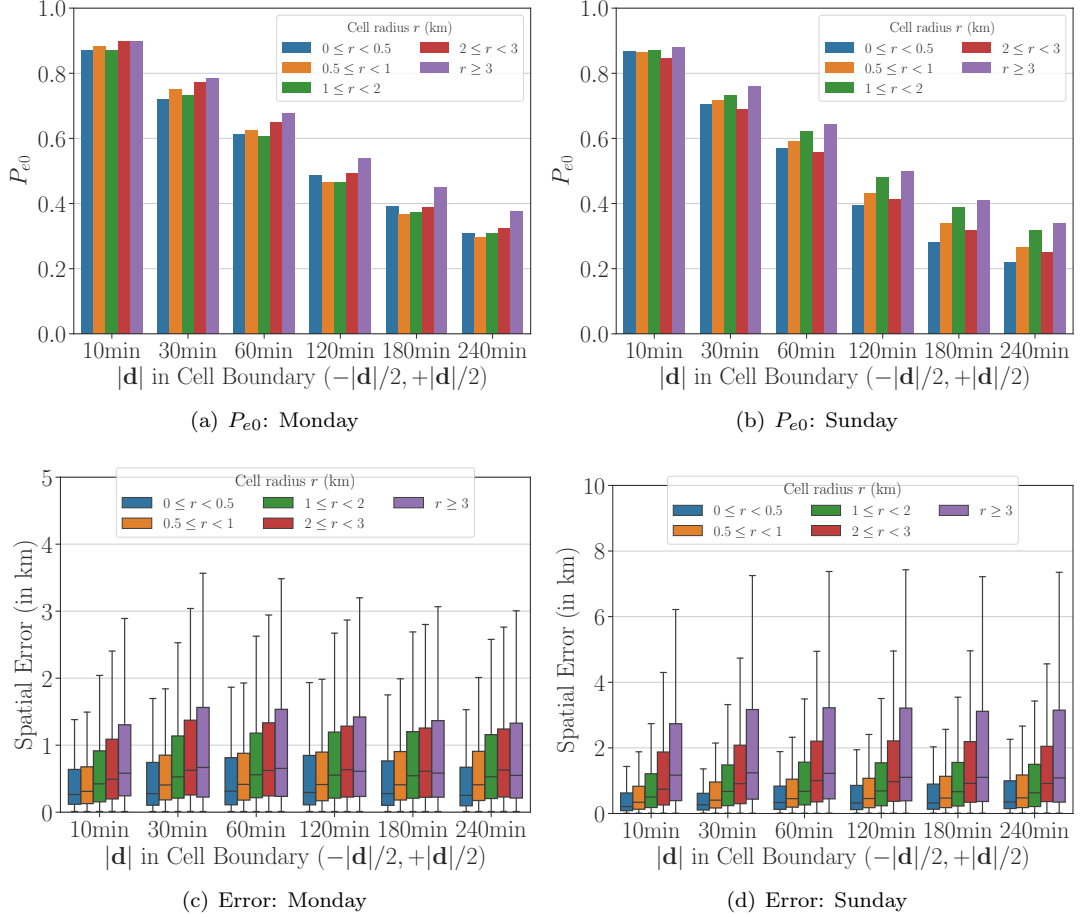 Cell radius r (km)
0 ≤ r < 0.5
0.5 ≤ r < 1
1 ≤ r < 2
2 ≤ r < 3
r ≥ 3
P_{e0}
1.0
0.8
0.6
0.4
0.2
0.0
10min 30min 60min 120min 180min 240min
|d| in Cell Boundary (−|d|/2, +|d|/2)
(a) P_{e0}: Monday
Cell radius r (km)
0 ≤ r < 0.5
0.5 ≤ r < 1
1 ≤ r < 2
2 ≤ r < 3
r ≥ 3
P_{e0}
1.0
0.8
0.6
0.4
0.2
0.0
10min 30min 60min 120min 180min 240min
|d| in Cell Boundary (−|d|/2, +|d|/2)
(b) P_{e0}: Sunday
Cell radius r (km)
0 ≤ r < 0.5
0.5 ≤ r < 1
1 ≤ r < 2
2 ≤ r < 3
r ≥ 3
Spatial Error (in km)
5
4
3
2
1
0
10min 30min 60min 120min 180min 240min
|d| in Cell Boundary (−|d|/2, +|d|/2)
(c) Error: Monday
Cell radius r (km)
0 ≤ r < 0.5
0.5 ≤ r < 1
1 ≤ r < 2
2 ≤ r < 3
r ≥ 3
Spatial Error (in km)
10
8
6
4
2
0
10min 30min 60min 120min 180min 240min
|d| in Cell Boundary (−|d|/2, +|d|/2)
(d) Error: Sunday